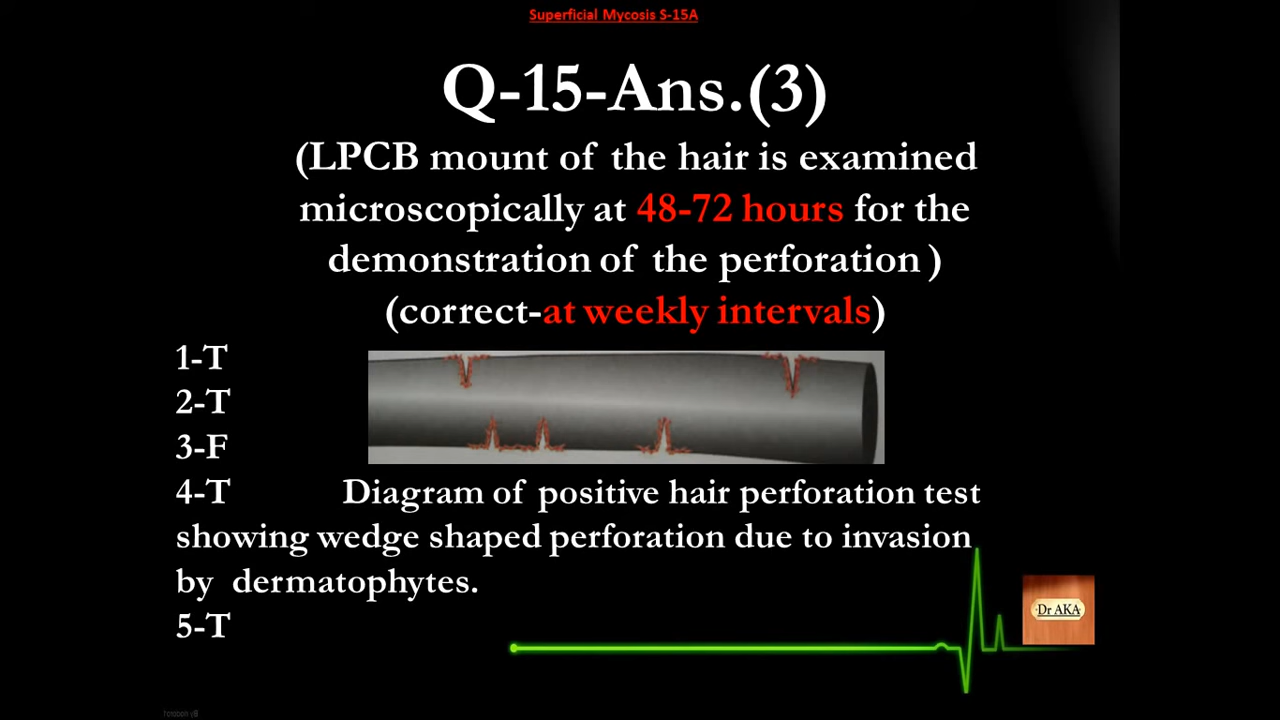 Superficial Mycosis S-15A
Q-15-Ans.(3)
(LPCB mount of the hair is examined
microscopically at 48-72 hours for the
demonstration of the perforation )
(correct-at weekly intervals)
1-T
2-T
3-F
4-T Diagram of positive hair perforation test
showing wedge shaped perforation due to invasion
by dermatophytes.
5-T
Dr AKA